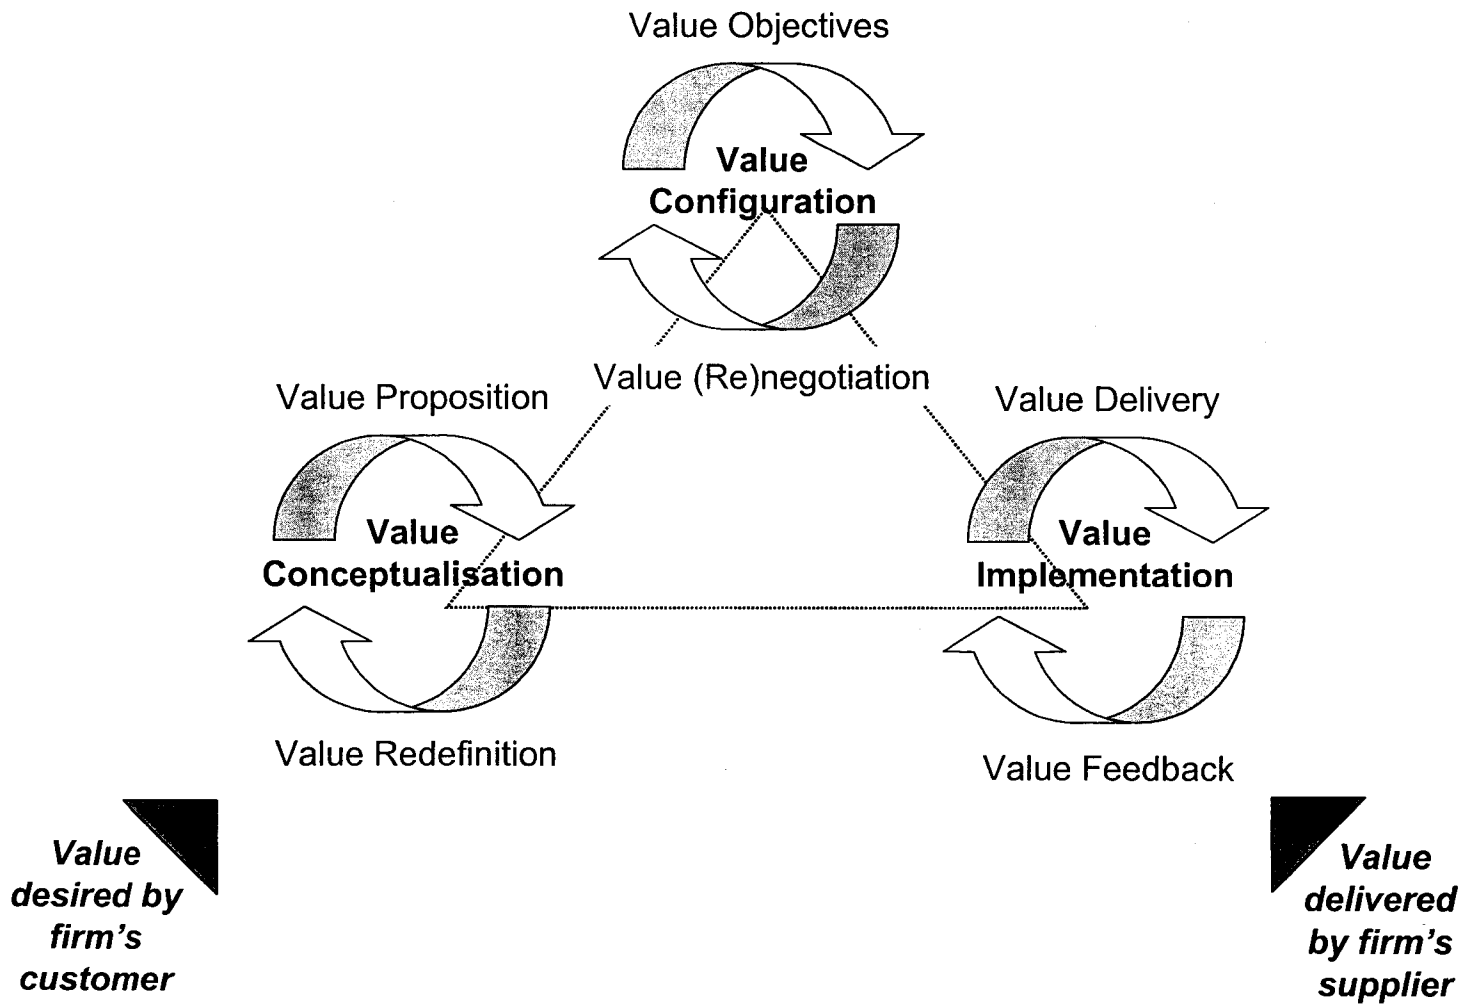 Value Objectives
Value
Configuration
Value (Re)negotiation
Value Proposition
Value
Conceptualisation
Value Redefinition
Value Delivery
Value
Implementation
Value Feedback
Value
desired by
firm's
customer
Value
delivered
by firm's
supplier